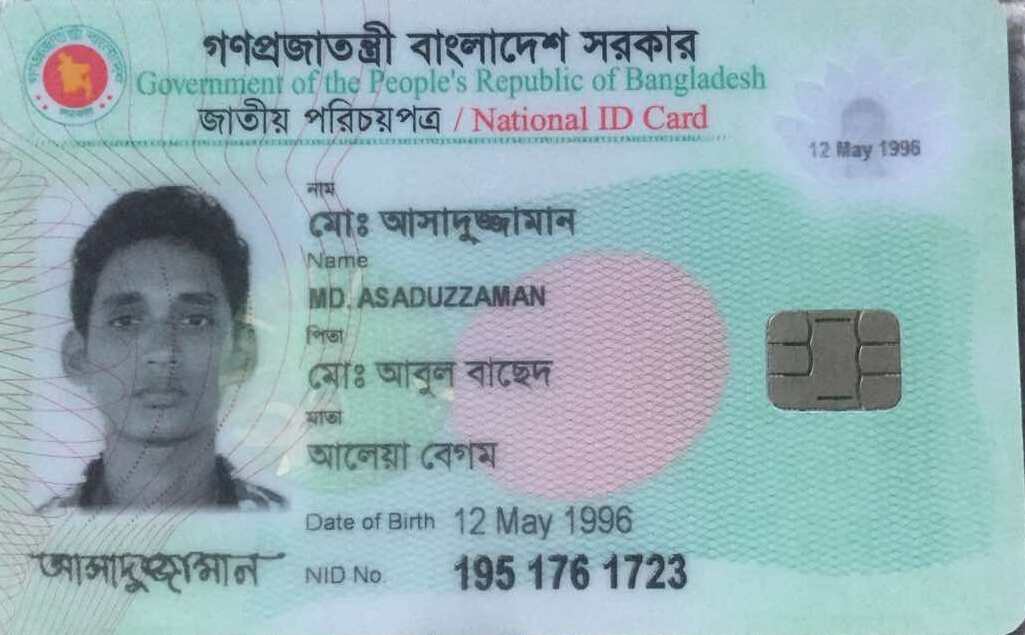 গণপ্রজাতন্ত্রী বাংলাদেশ সরকার
Government of the People's Republic of Bangladesh
জাতীয় পরিচয়পত্র / National ID Card
12 May 1996
নাম
মোঃ আসাদুজ্জামান
Name
MD. ASADUZZAMAN
পিতা
মোঃ আবুল বাছেদ
মাতা
আলেয়া বেগম
Date of Birth 12 May 1996
আসাদুজ্জামান
NID No. 195 176 1723